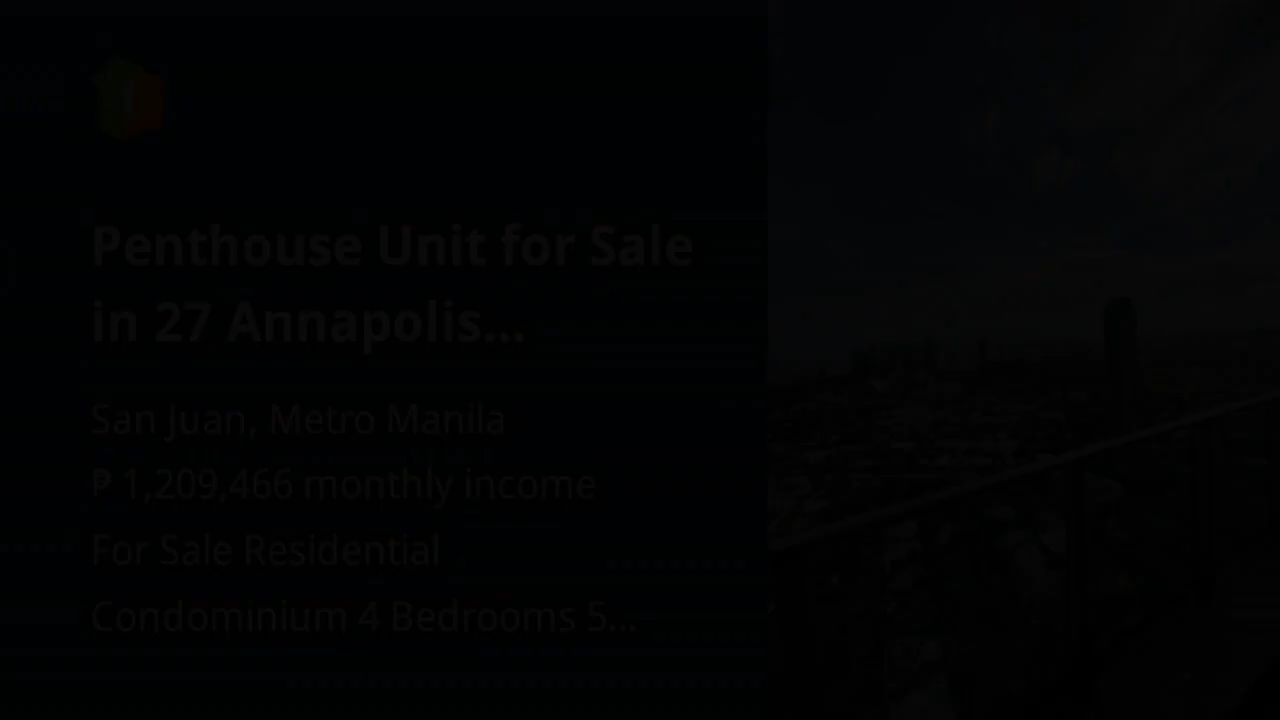 Penthouse Unit for Sale
in 27 Annapolis...
San Juan, Metro Manila
₱ 1,209,466 monthly income
For Sale Residential
Condominium 4 Bedrooms 5...